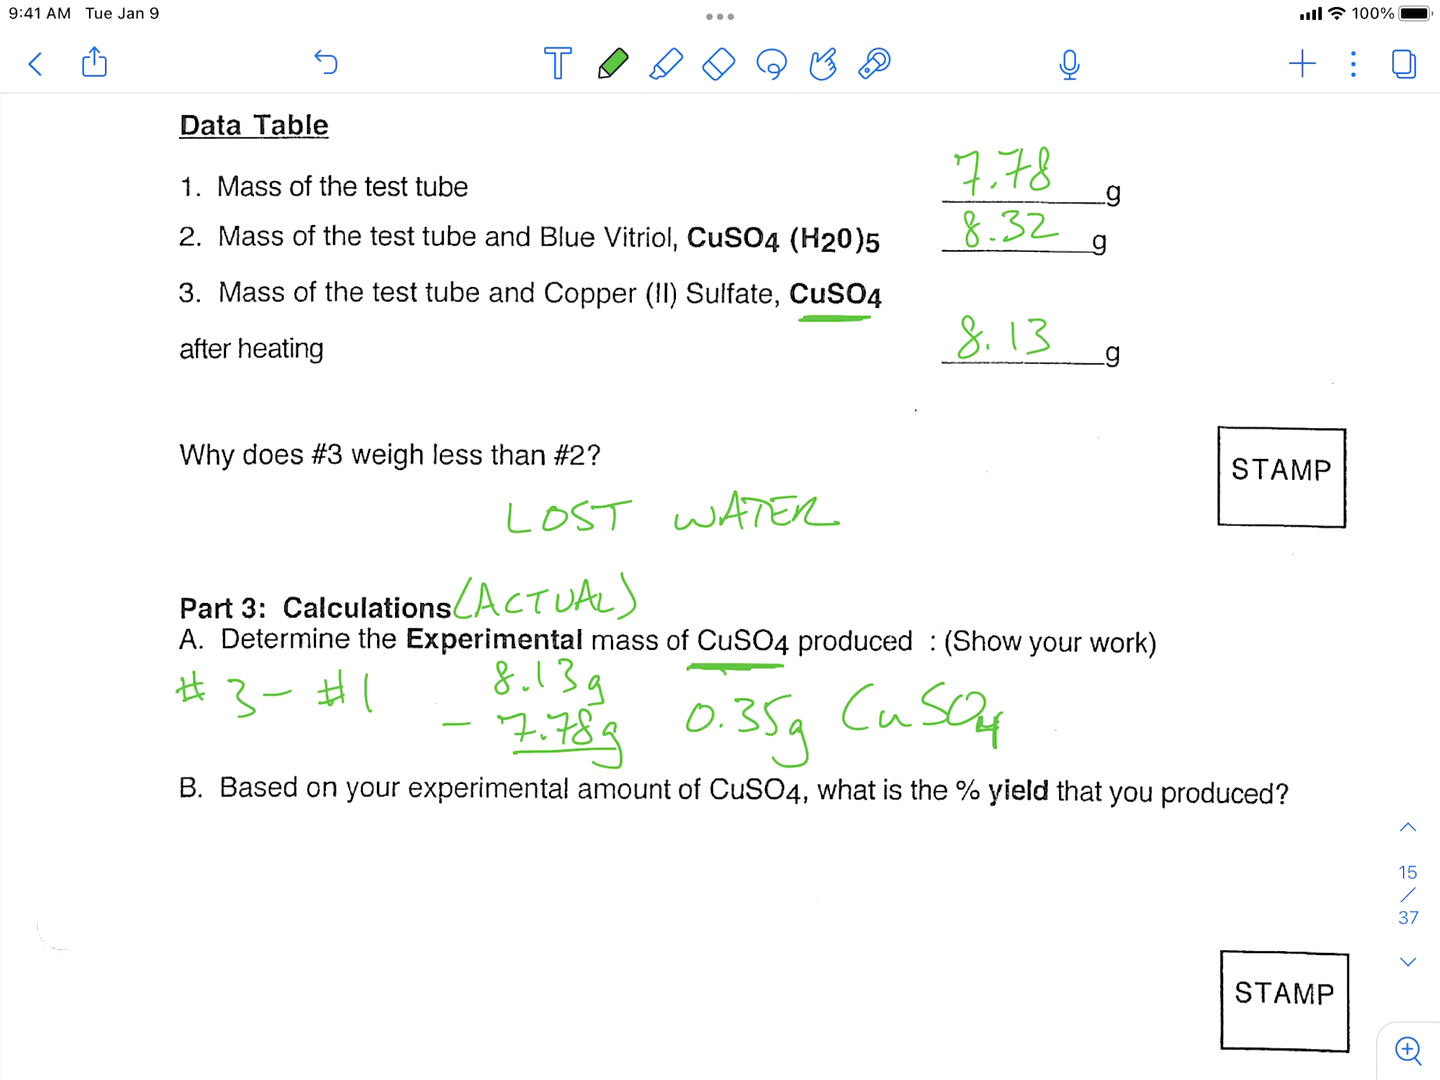 9:41 AM Tue Jan 9
100%
Data Table
1. Mass of the test tube 7.78 g
2. Mass of the test tube and Blue Vitriol, CuSO4 (H20)5 8.32 g
3. Mass of the test tube and Copper (II) Sulfate, CuSO4
after heating 8.13 g
Why does #3 weigh less than #2?
STAMP
LOST WATER
Part 3: Calculations (ACTUAL)
A. Determine the Experimental mass of CuSO4 produced : (Show your work)
#3 - #1 8.13g
- 7.78g 0.35g CuSO4
B. Based on your experimental amount of CuSO4, what is the % yield that you produced?
15
/
37
STAMP